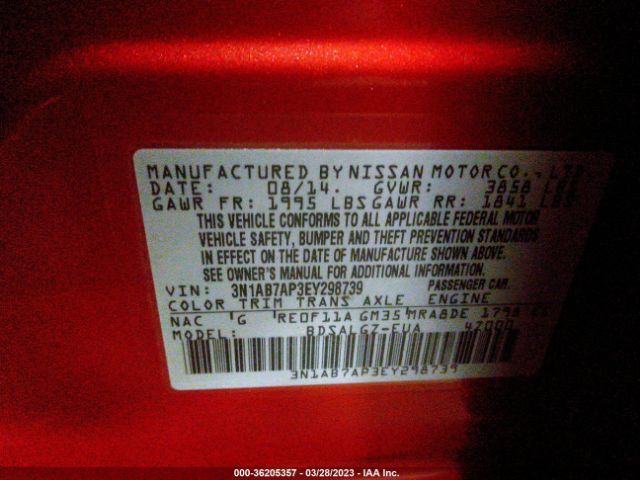 MANUFACTURED BY NISSAN MOTOR CO., LTD
DATE: 08/14. GVWR: 3858 LBS
GAWR FR: 1995 LBS GAWR RR: 1841 LBS
THIS VEHICLE CONFORMS TO ALL APPLICABLE FEDERAL MOTOR
VEHICLE SAFETY, BUMPER AND THEFT PREVENTION STANDARDS
IN EFFECT ON THE DATE OF MANUFACTURE SHOWN ABOVE.
SEE OWNER'S MANUAL FOR ADDITIONAL INFORMATION.
VIN: 3N1AB7AP3EY298739 PASSENGER CAR.
COLOR TRIM TRANS AXLE ENGINE
NAC G RE0F11A GM35 MRA8DE 1798 CC
MODEL: BDSALGZ-EUA 42000
3N1AB7AP3EY298739
000-36205357 - 03/28/2023 - IAA Inc.